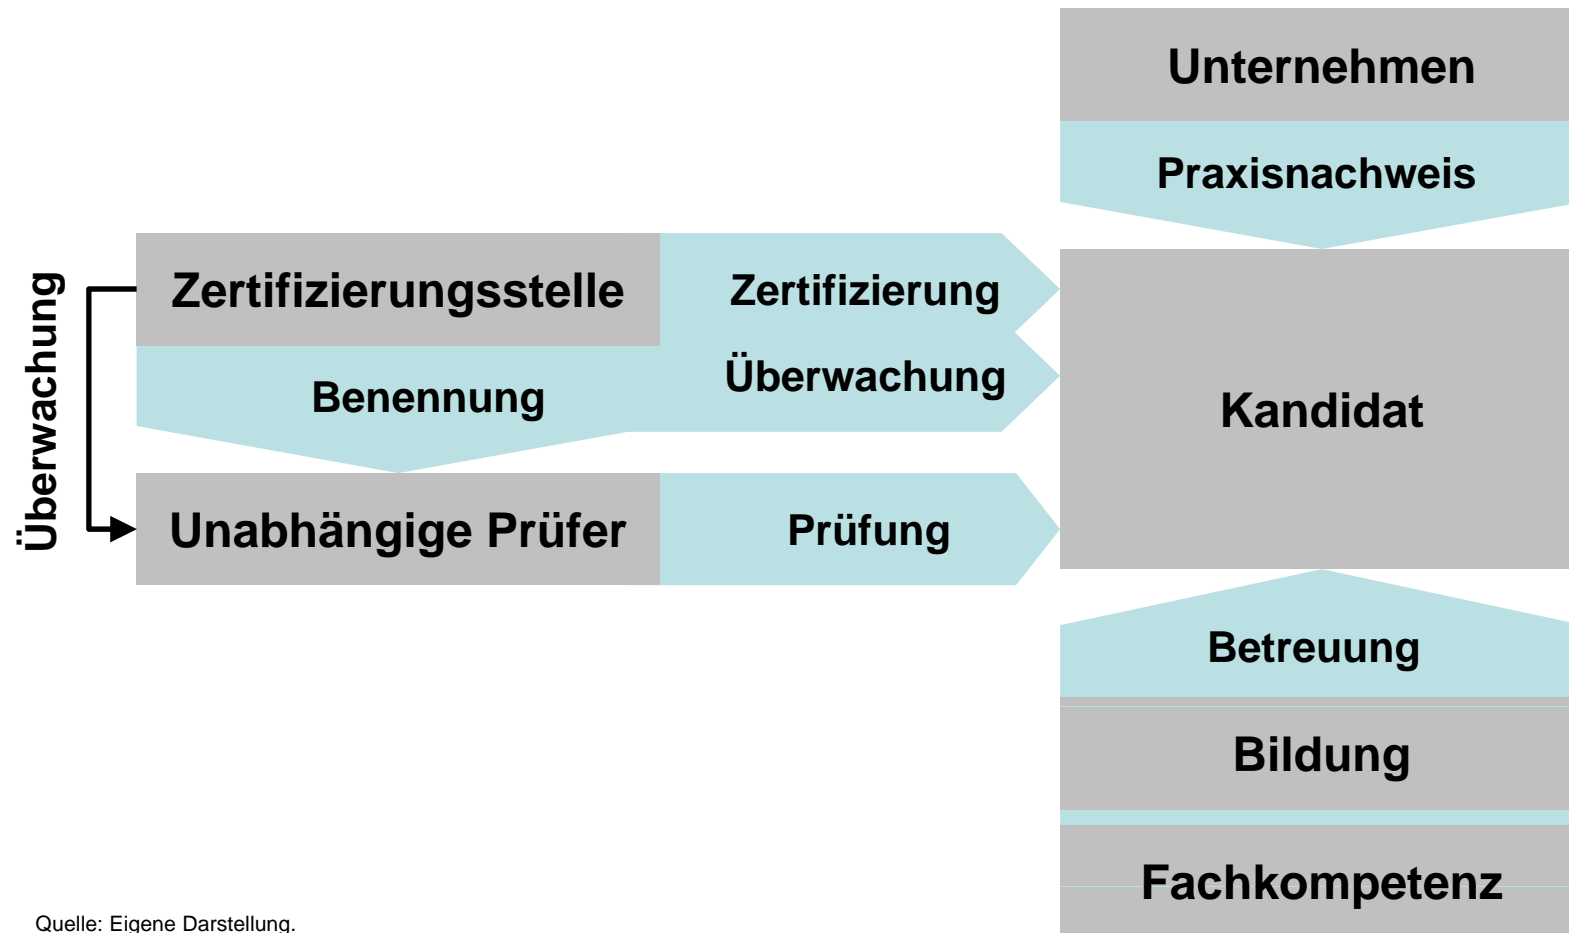 Unternehmen
Praxisnachweis
Überwachung
Zertifizierungsstelle
Zertifizierung
Benennung
Überwachung
Kandidat
Unabhängige Prüfer
Prüfung
Betreuung
Bildung
Fachkompetenz
Quelle: Eigene Darstellung.